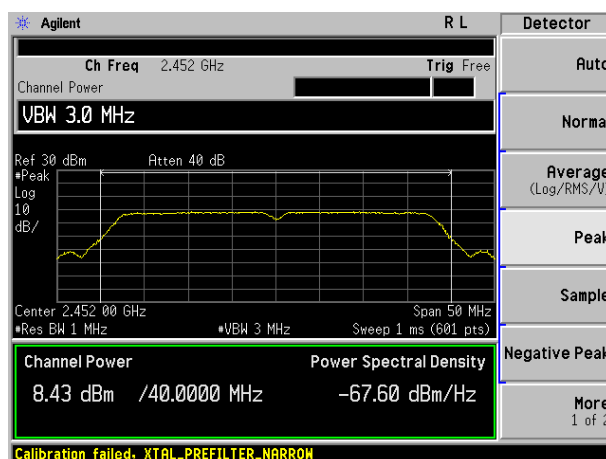 Agilent R L Detector
Ch Freq 2.452 GHz Trig Free
Channel Power
VBW 3.0 MHz
Ref 30 dBm Atten 40 dB
#Peak
Log
10
dB/
Center 2.452 00 GHz Span 50 MHz
#Res BW 1 MHz #VBW 3 MHz Sweep 1 ms (601 pts)
Channel Power Power Spectral Density
8.43 dBm /40.0000 MHz -67.60 dBm/Hz
Calibration failed, XTAL_PREFILTER_NARROW
Auto
Norma
Average
(Log/RMS/V)
Peak
Sample
Negative Peak
More
1 of 2